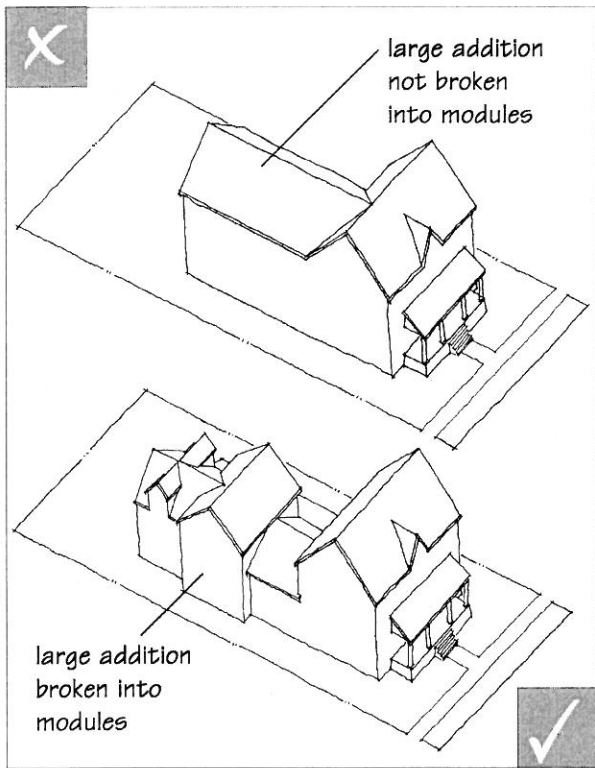 large addition
not broken
into modules
large addition
broken into
modules